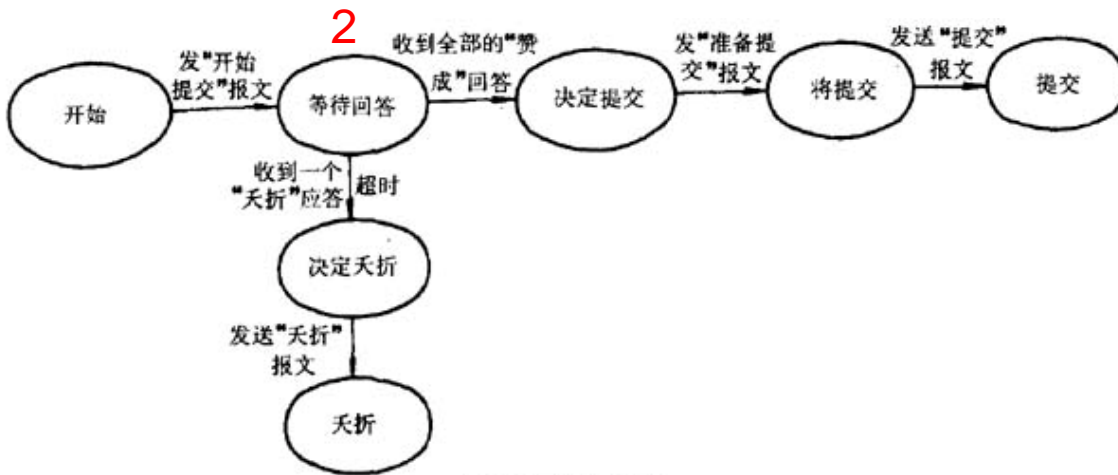 2
开始
发"开始
提交"报文
等待回答
收到全部的"赞
成"回答
决定提交
发"准备提
交"报文
将提交
发送"提交"
报文
提交
收到一个
"夭折"应答
超时
决定夭折
发送"夭折"
报文
夭折